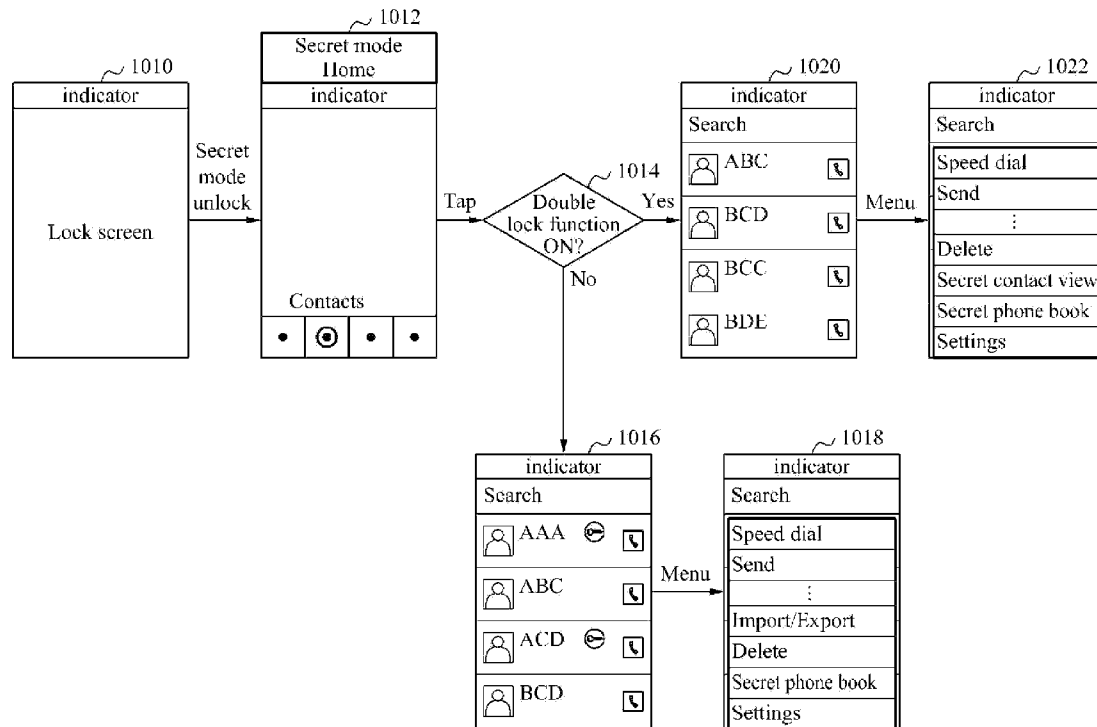 1012
Secret mode
Home
1010
indicator
Lock screen
Secret
mode
unlock
indicator
Contacts
Tap
1014
Double
lock function
ON?
Yes
No
1020
indicator
Search
ABC
BCD
BCC
BDE
Menu
1022
indicator
Search
Speed dial
Send
⋮
Delete
Secret contact view
Secret phone book
Settings
1016
indicator
Search
AAA
ABC
ACD
BCD
Menu
1018
indicator
Search
Speed dial
Send
⋮
Import/Export
Delete
Secret phone book
Settings